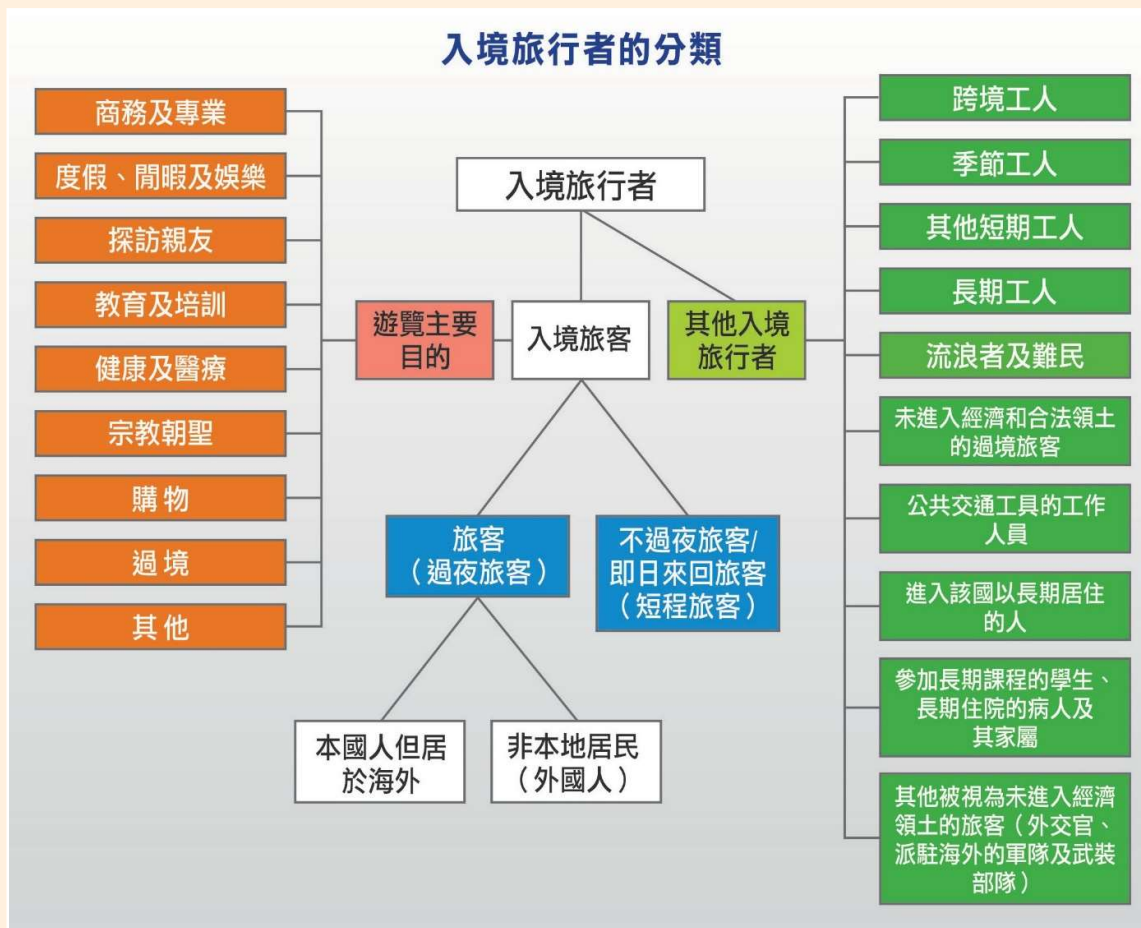 入境旅行者的分類
商務及專業
度假、閒暇及娛樂
探訪親友
教育及培訓
健康及醫療
宗教朝聖
購物
過境
其他
入境旅行者
遊覽主要
目的
入境旅客
其他入境
旅行者
旅客
（過夜旅客）
不過夜旅客/
即日來回旅客
（短程旅客）
本國人但居
於海外
非本地居民
（外國人）
跨境工人
季節工人
其他短期工人
長期工人
流浪者及難民
未進入經濟和合法領土
的過境旅客
公共交通工具的工作
人員
進入該國以長期居住
的人
參加長期課程的學生、
長期住院的病人及
其家屬
其他被視為未進入經濟
領土的旅客（外交官、
派駐海外的軍隊及武裝
部隊）